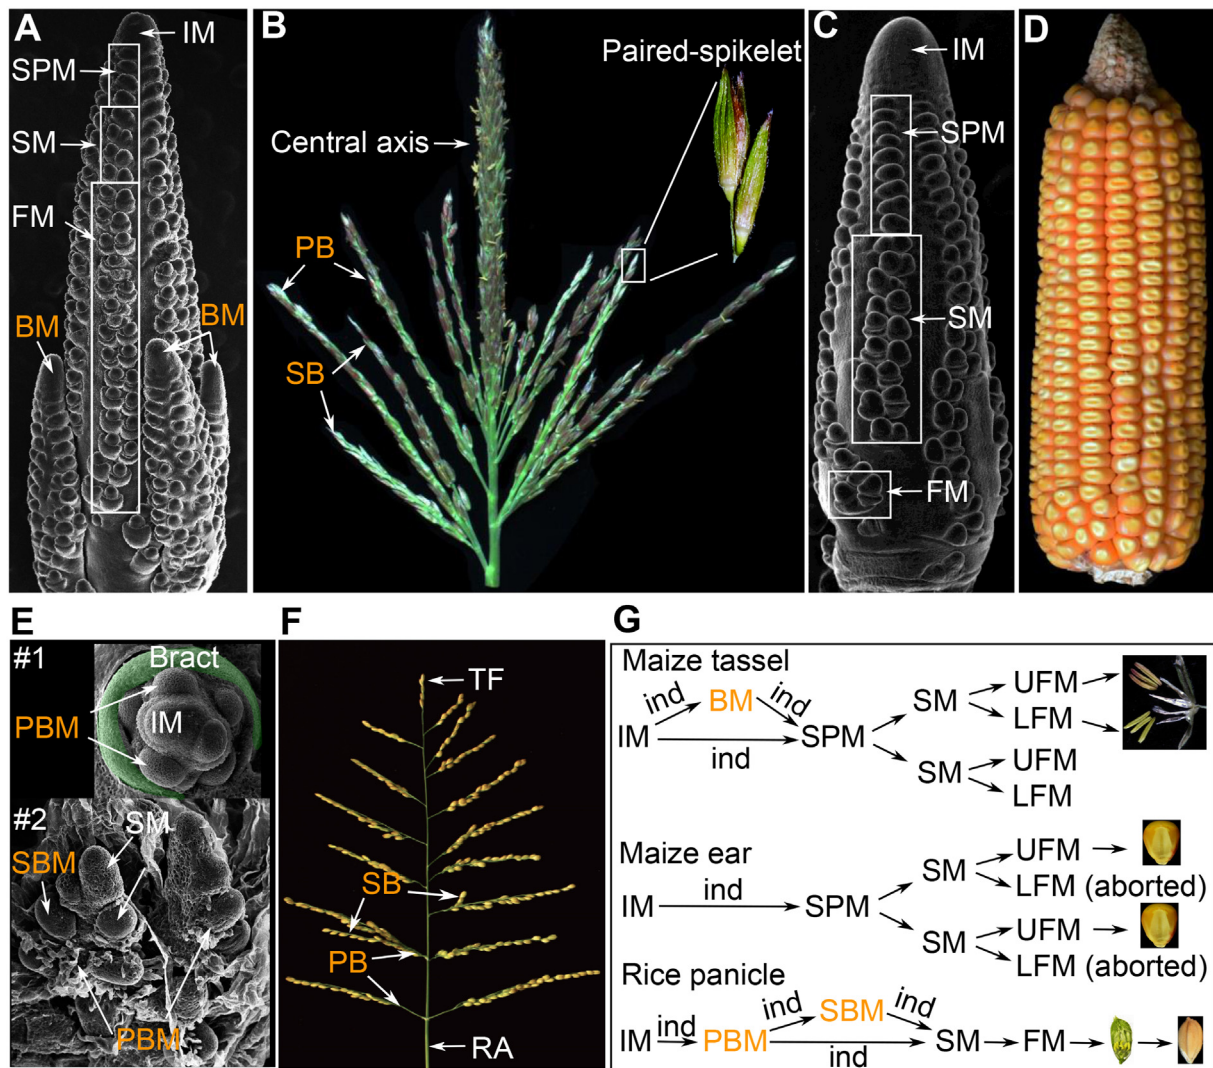 A
IM
SPM
SM
FM
BM
BM
B
Paired-spikelet
Central axis
PB
SB
C
IM
SPM
SM
FM
D
E
#1
Bract
PBM
IM
#2
SM
SBM
PBM
F
TF
SB
PB
RA
G
Maize tassel
ind BM ind
IM ind SPM
SM UFM
LFM
SM UFM
LFM
Maize ear
IM ind SPM
SM UFM
LFM (aborted)
SM UFM
LFM (aborted)
Rice panicle
ind SBM ind
IM ind PBM ind SM FM